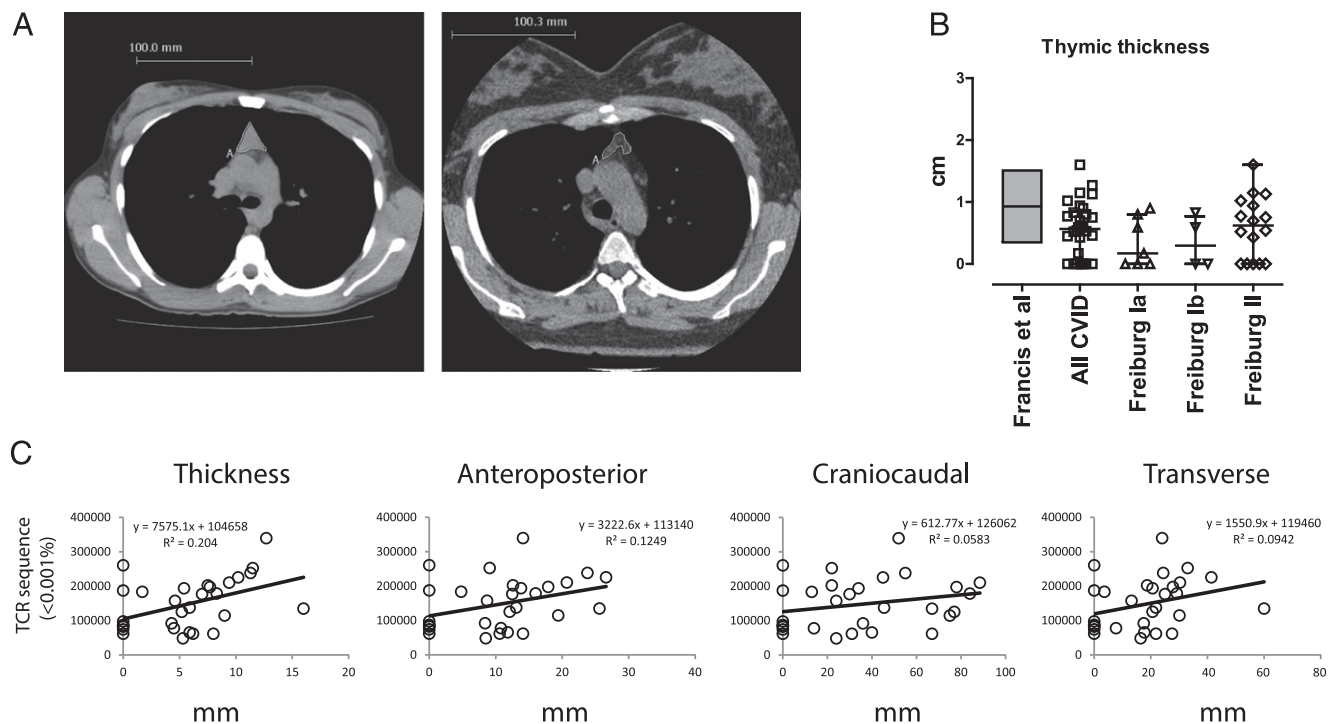 A
100.0 mm
A
100.3 mm
A
B
Thymic thickness
3
2
1
0
cm
Francis et al
All CVID
Freiburg Ia
Freiburg Ib
Freiburg II
C
Thickness
Anteroposterior
Craniocaudal
Transverse
TCR sequence
(<0.001%)
400000
300000
200000
100000
0
y = 7575.1x + 104658
R² = 0.204
0 5 10 15 20
mm
400000
300000
200000
100000
0
y = 3222.6x + 113140
R² = 0.1249
0 10 20 30 40
mm
400000
300000
200000
100000
0
y = 612.77x + 126062
R² = 0.0583
0 20 40 60 80 100
mm
400000
300000
200000
100000
0
y = 1550.9x + 119460
R² = 0.0942
0 20 40 60 80
mm